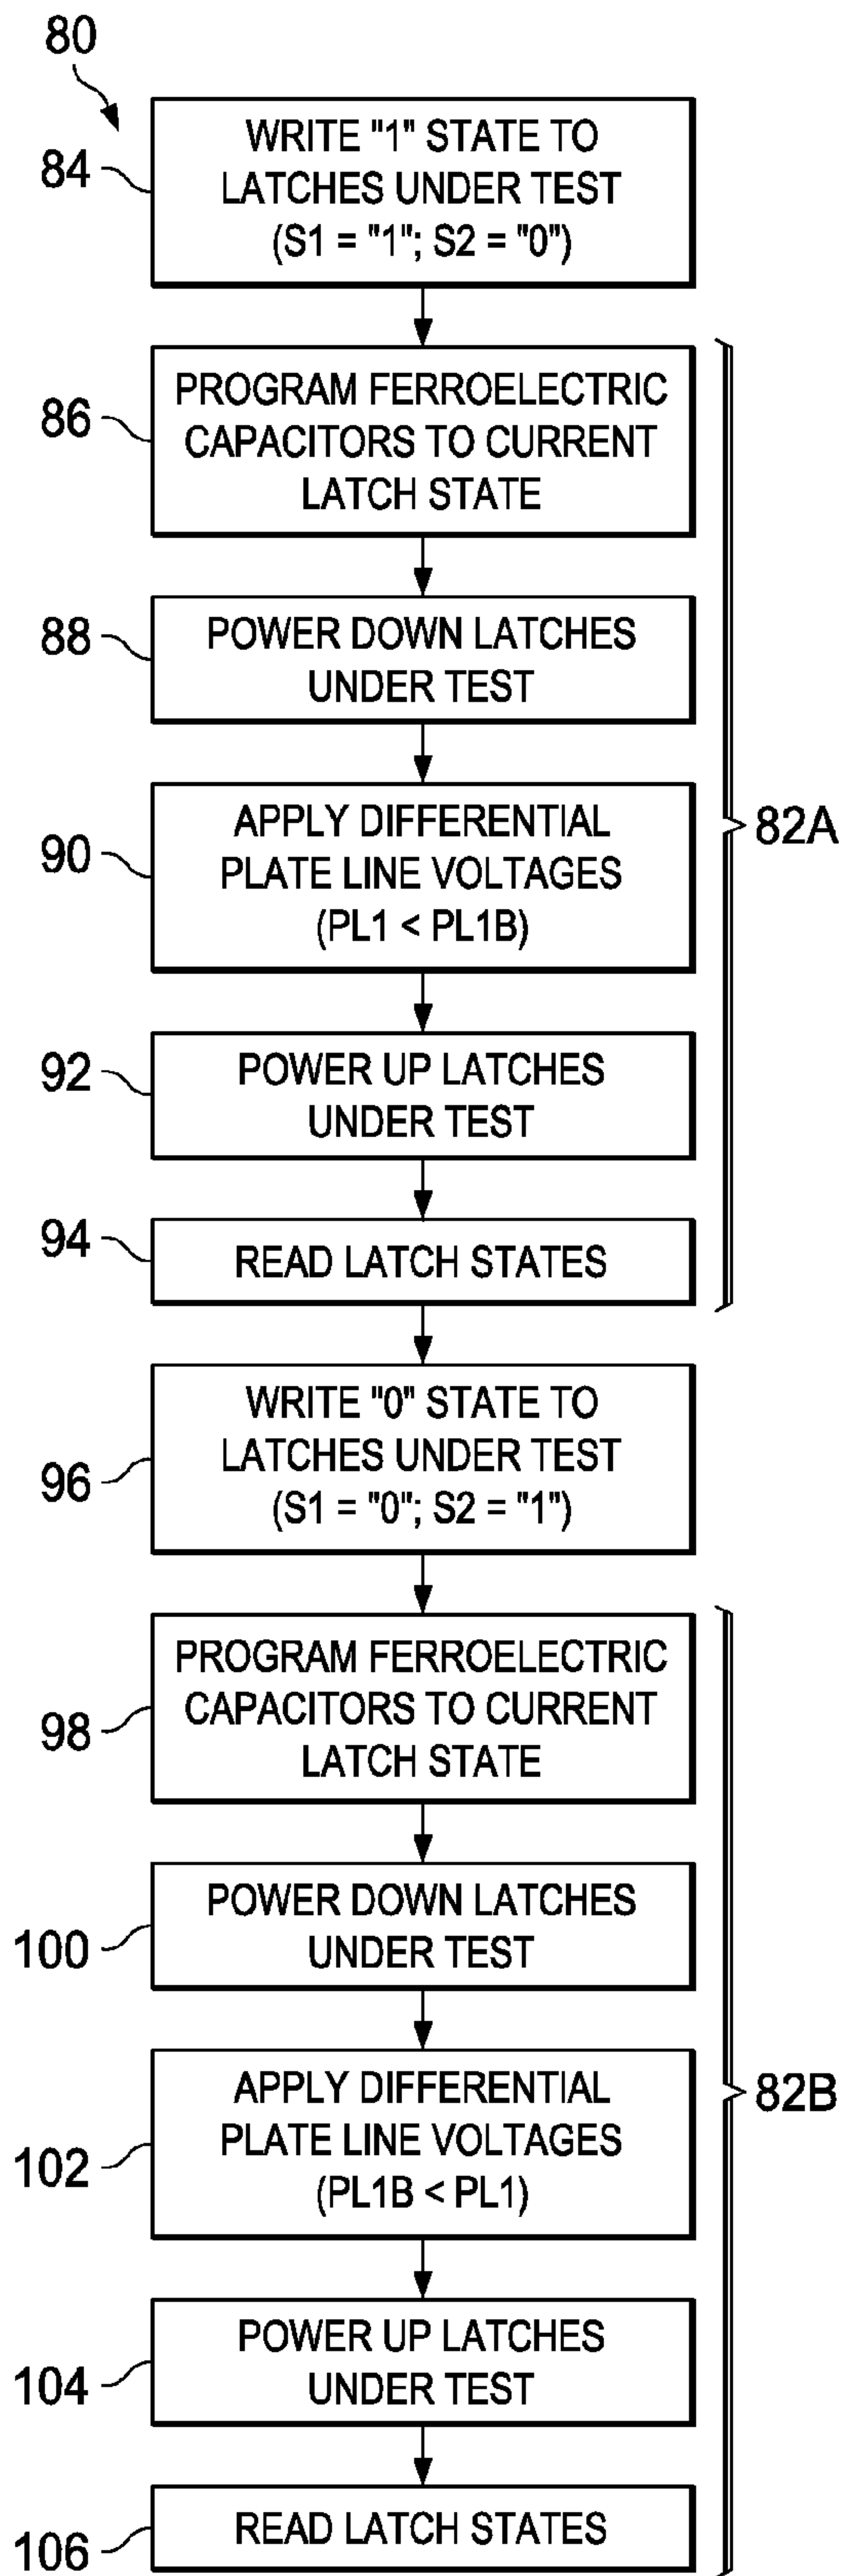 80
84
WRITE "1" STATE TO
LATCHES UNDER TEST
(S1 = "1"; S2 = "0")
86
PROGRAM FERROELECTRIC
CAPACITORS TO CURRENT
LATCH STATE
88
POWER DOWN LATCHES
UNDER TEST
90
APPLY DIFFERENTIAL
PLATE LINE VOLTAGES
(PL1 < PL1B)
82A
92
POWER UP LATCHES
UNDER TEST
94
READ LATCH STATES
96
WRITE "0" STATE TO
LATCHES UNDER TEST
(S1 = "0"; S2 = "1")
98
PROGRAM FERROELECTRIC
CAPACITORS TO CURRENT
LATCH STATE
100
POWER DOWN LATCHES
UNDER TEST
102
APPLY DIFFERENTIAL
PLATE LINE VOLTAGES
(PL1B < PL1)
82B
104
POWER UP LATCHES
UNDER TEST
106
READ LATCH STATES